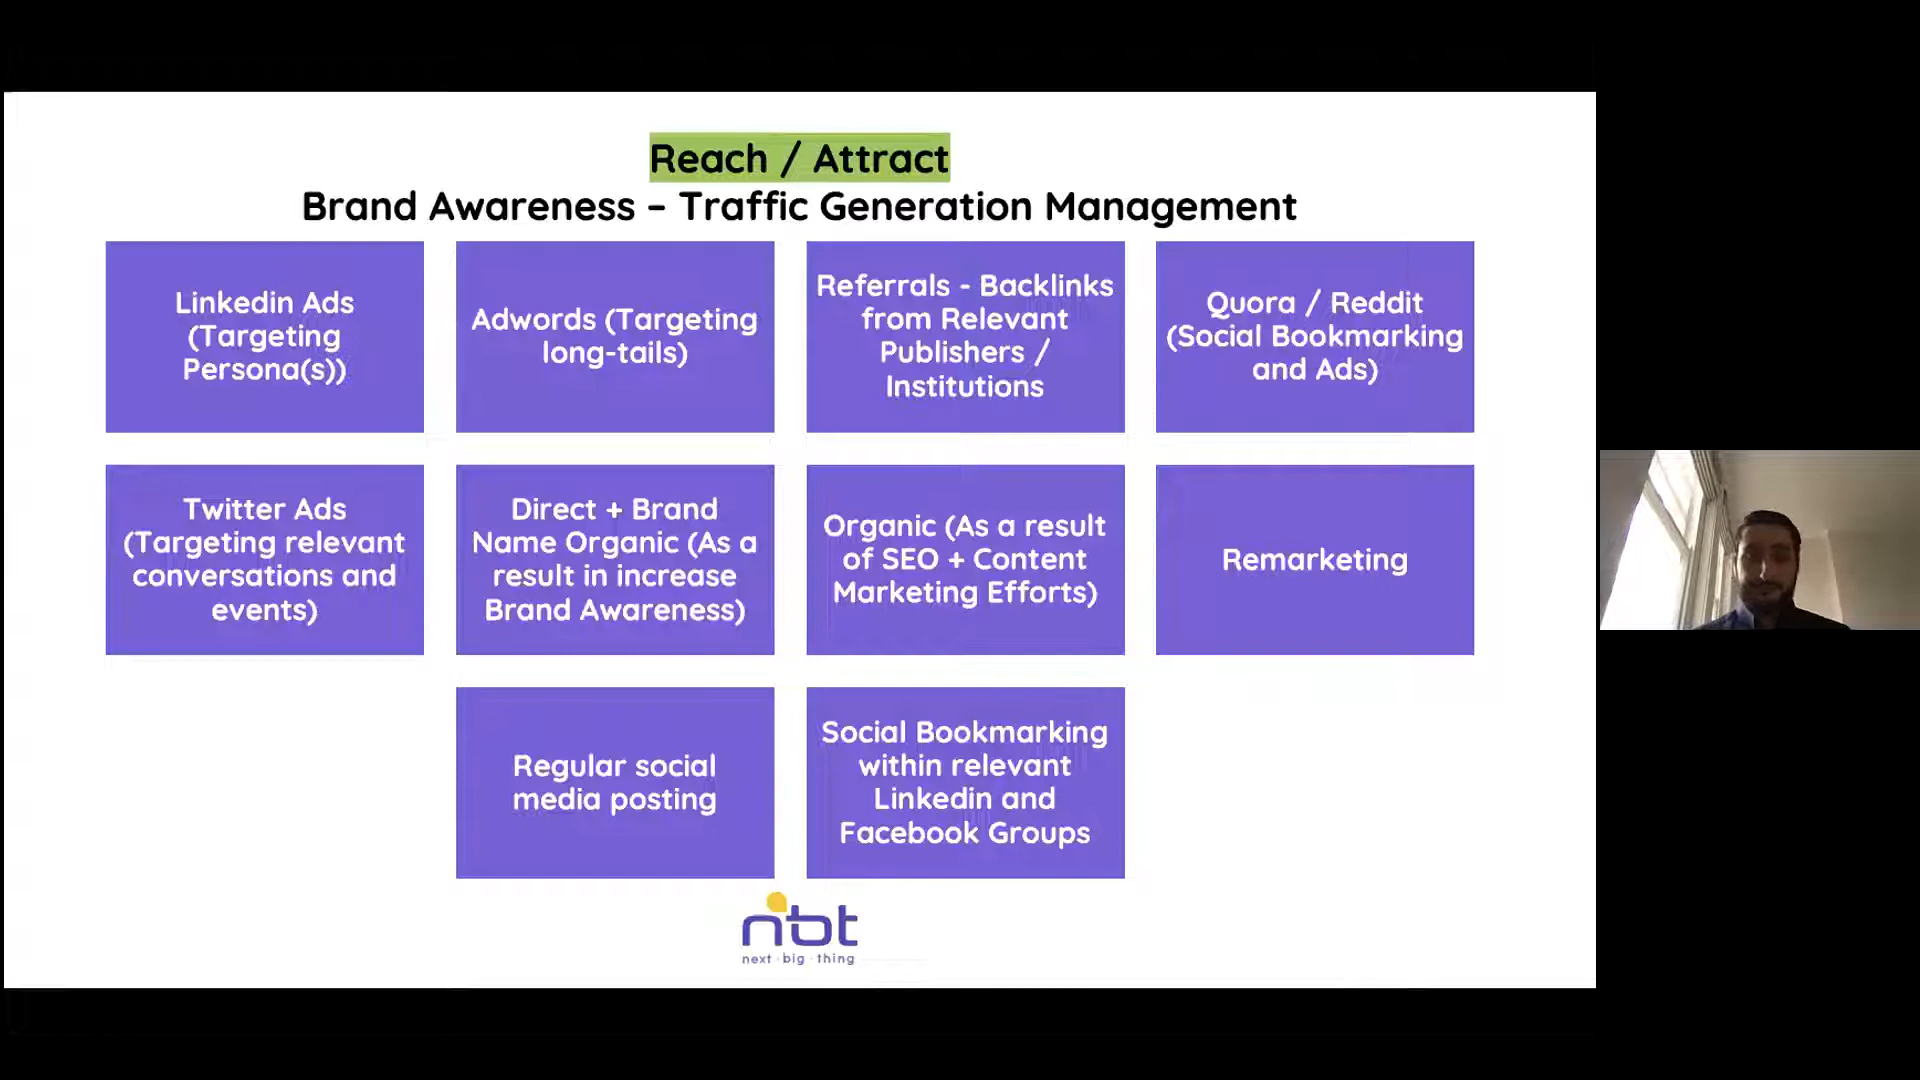 Reach / Attract
Brand Awareness – Traffic Generation Management
Linkedin Ads
(Targeting
Persona(s))
Adwords (Targeting
long-tails)
Referrals - Backlinks
from Relevant
Publishers /
Institutions
Quora / Reddit
(Social Bookmarking
and Ads)
Twitter Ads
(Targeting relevant
conversations and
events)
Direct + Brand
Name Organic (As a
result in increase
Brand Awareness)
Organic (As a result
of SEO + Content
Marketing Efforts)
Remarketing
Regular social
media posting
Social Bookmarking
within relevant
Linkedin and
Facebook Groups
nbt
next · big · thing